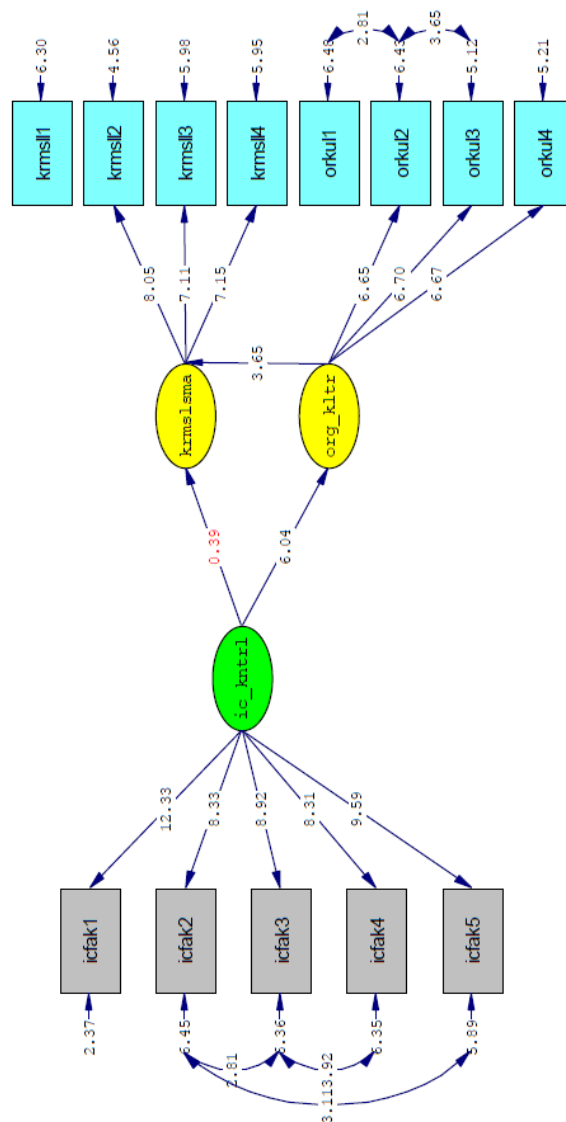 5.89
6.35
6.36
6.45
2.37
3.11
3.92
2.81
icfak5
icfak4
icfak3
icfak2
icfak1
9.59
8.31
8.92
8.33
12.33
ic_kntrl
6.04
0.39
org_kltr
krmslsma
3.65
6.67
6.70
6.65
7.15
7.11
8.05
orkul4
orkul3
orkul2
orkul1
krmsll4
krmsll3
krmsll2
krmsll1
5.21
5.12
6.43
6.48
5.95
5.98
4.56
6.30
3.65
2.81